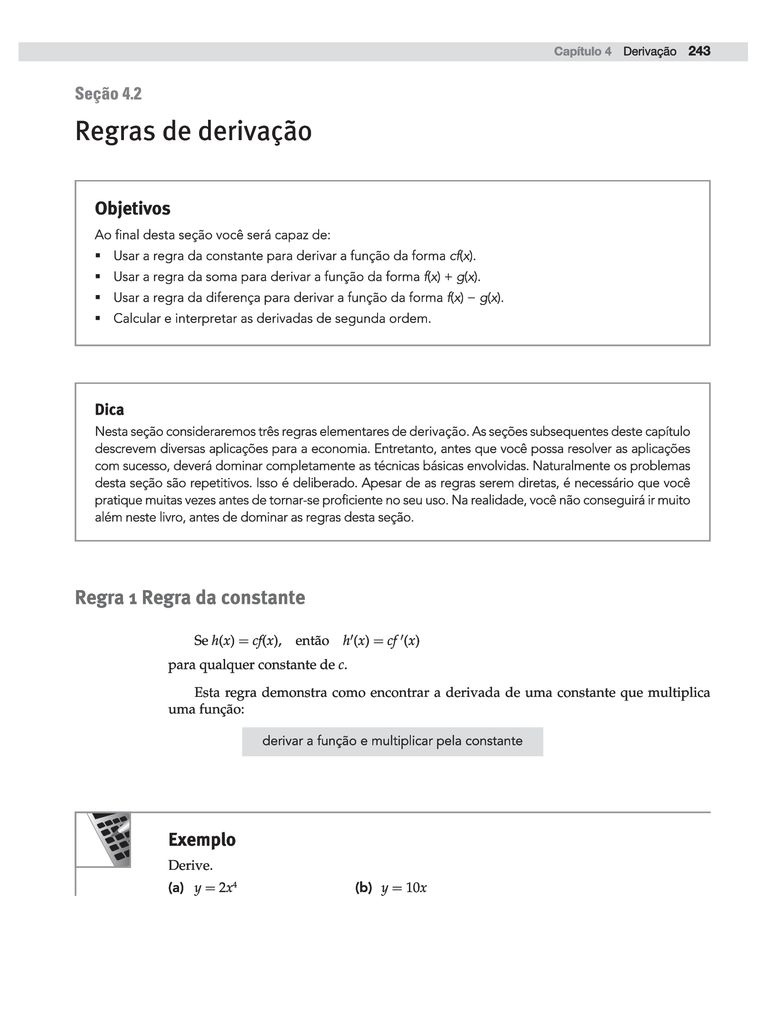 Capítulo 4 Derivação 243
Seção 4.2
Regras de derivação
Objetivos
Ao final desta seção você será capaz de:
▪ Usar a regra da constante para derivar a função da forma cf(x).
▪ Usar a regra da soma para derivar a função da forma f(x) + g(x).
▪ Usar a regra da diferença para derivar a função da forma f(x) − g(x).
▪ Calcular e interpretar as derivadas de segunda ordem.
Dica
Nesta seção consideraremos três regras elementares de derivação. As seções subsequentes deste capítulo
descrevem diversas aplicações para a economia. Entretanto, antes que você possa resolver as aplicações
com sucesso, deverá dominar completamente as técnicas básicas envolvidas. Naturalmente os problemas
desta seção são repetitivos. Isso é deliberado. Apesar de as regras serem diretas, é necessário que você
pratique muitas vezes antes de tornar-se proficiente no seu uso. Na realidade, você não conseguirá ir muito
além neste livro, antes de dominar as regras desta seção.
Regra 1 Regra da constante
Se h(x) = cf(x), então h′(x) = cf ′(x)
para qualquer constante de c.
Esta regra demonstra como encontrar a derivada de uma constante que multiplica
uma função:
derivar a função e multiplicar pela constante
Exemplo
Derive.
(a) y = 2x⁴ (b) y = 10x